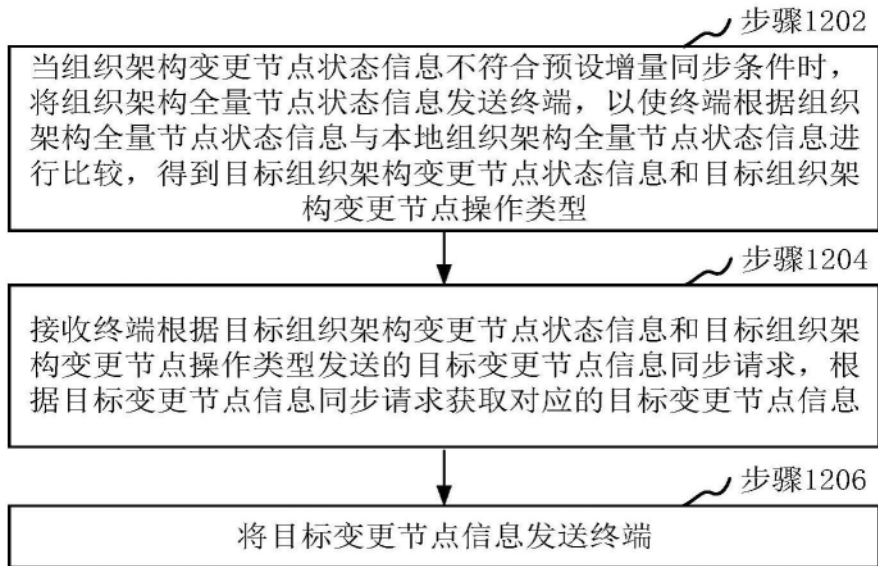 步骤1202
当组织架构变更节点状态信息不符合预设增量同步条件时，
将组织架构全量节点状态信息发送终端，以使终端根据组织
架构全量节点状态信息与本地组织架构全量节点状态信息进
行比较，得到目标组织架构变更节点状态信息和目标组织架
构变更节点操作类型
步骤1204
接收终端根据目标组织架构变更节点状态信息和目标组织架
构变更节点操作类型发送的目标变更节点信息同步请求，根
据目标变更节点信息同步请求获取对应的目标变更节点信息
步骤1206
将目标变更节点信息发送终端